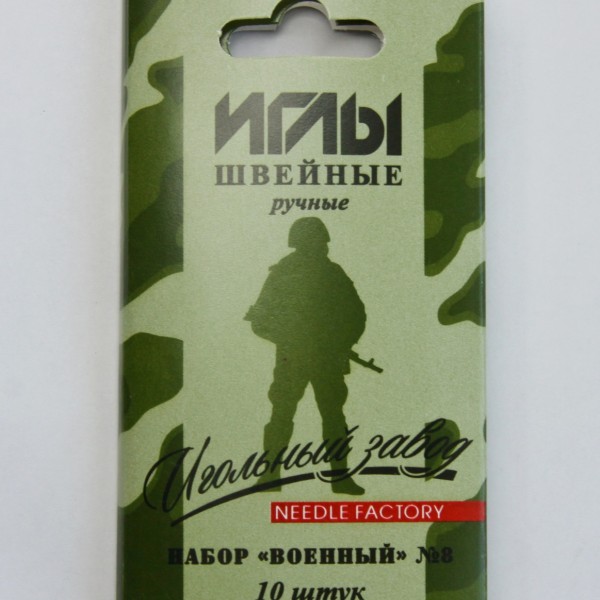 ИГЛЫ
ШВЕЙНЫЕ
ручные
Игольный завод
NEEDLE FACTORY
НАБОР «ВОЕННЫЙ» №8
10 штук